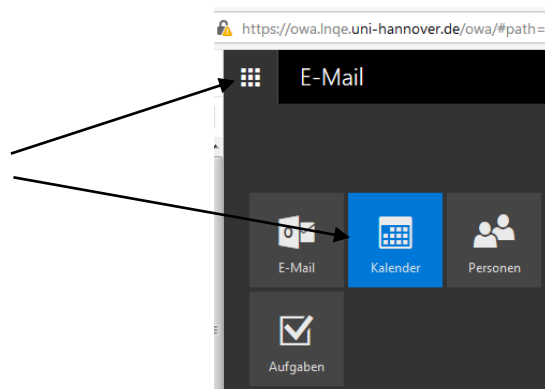 https://owa.lnqe.uni-hannover.de/owa/#path=
E-Mail
E-Mail
Kalender
Personen
Aufgaben